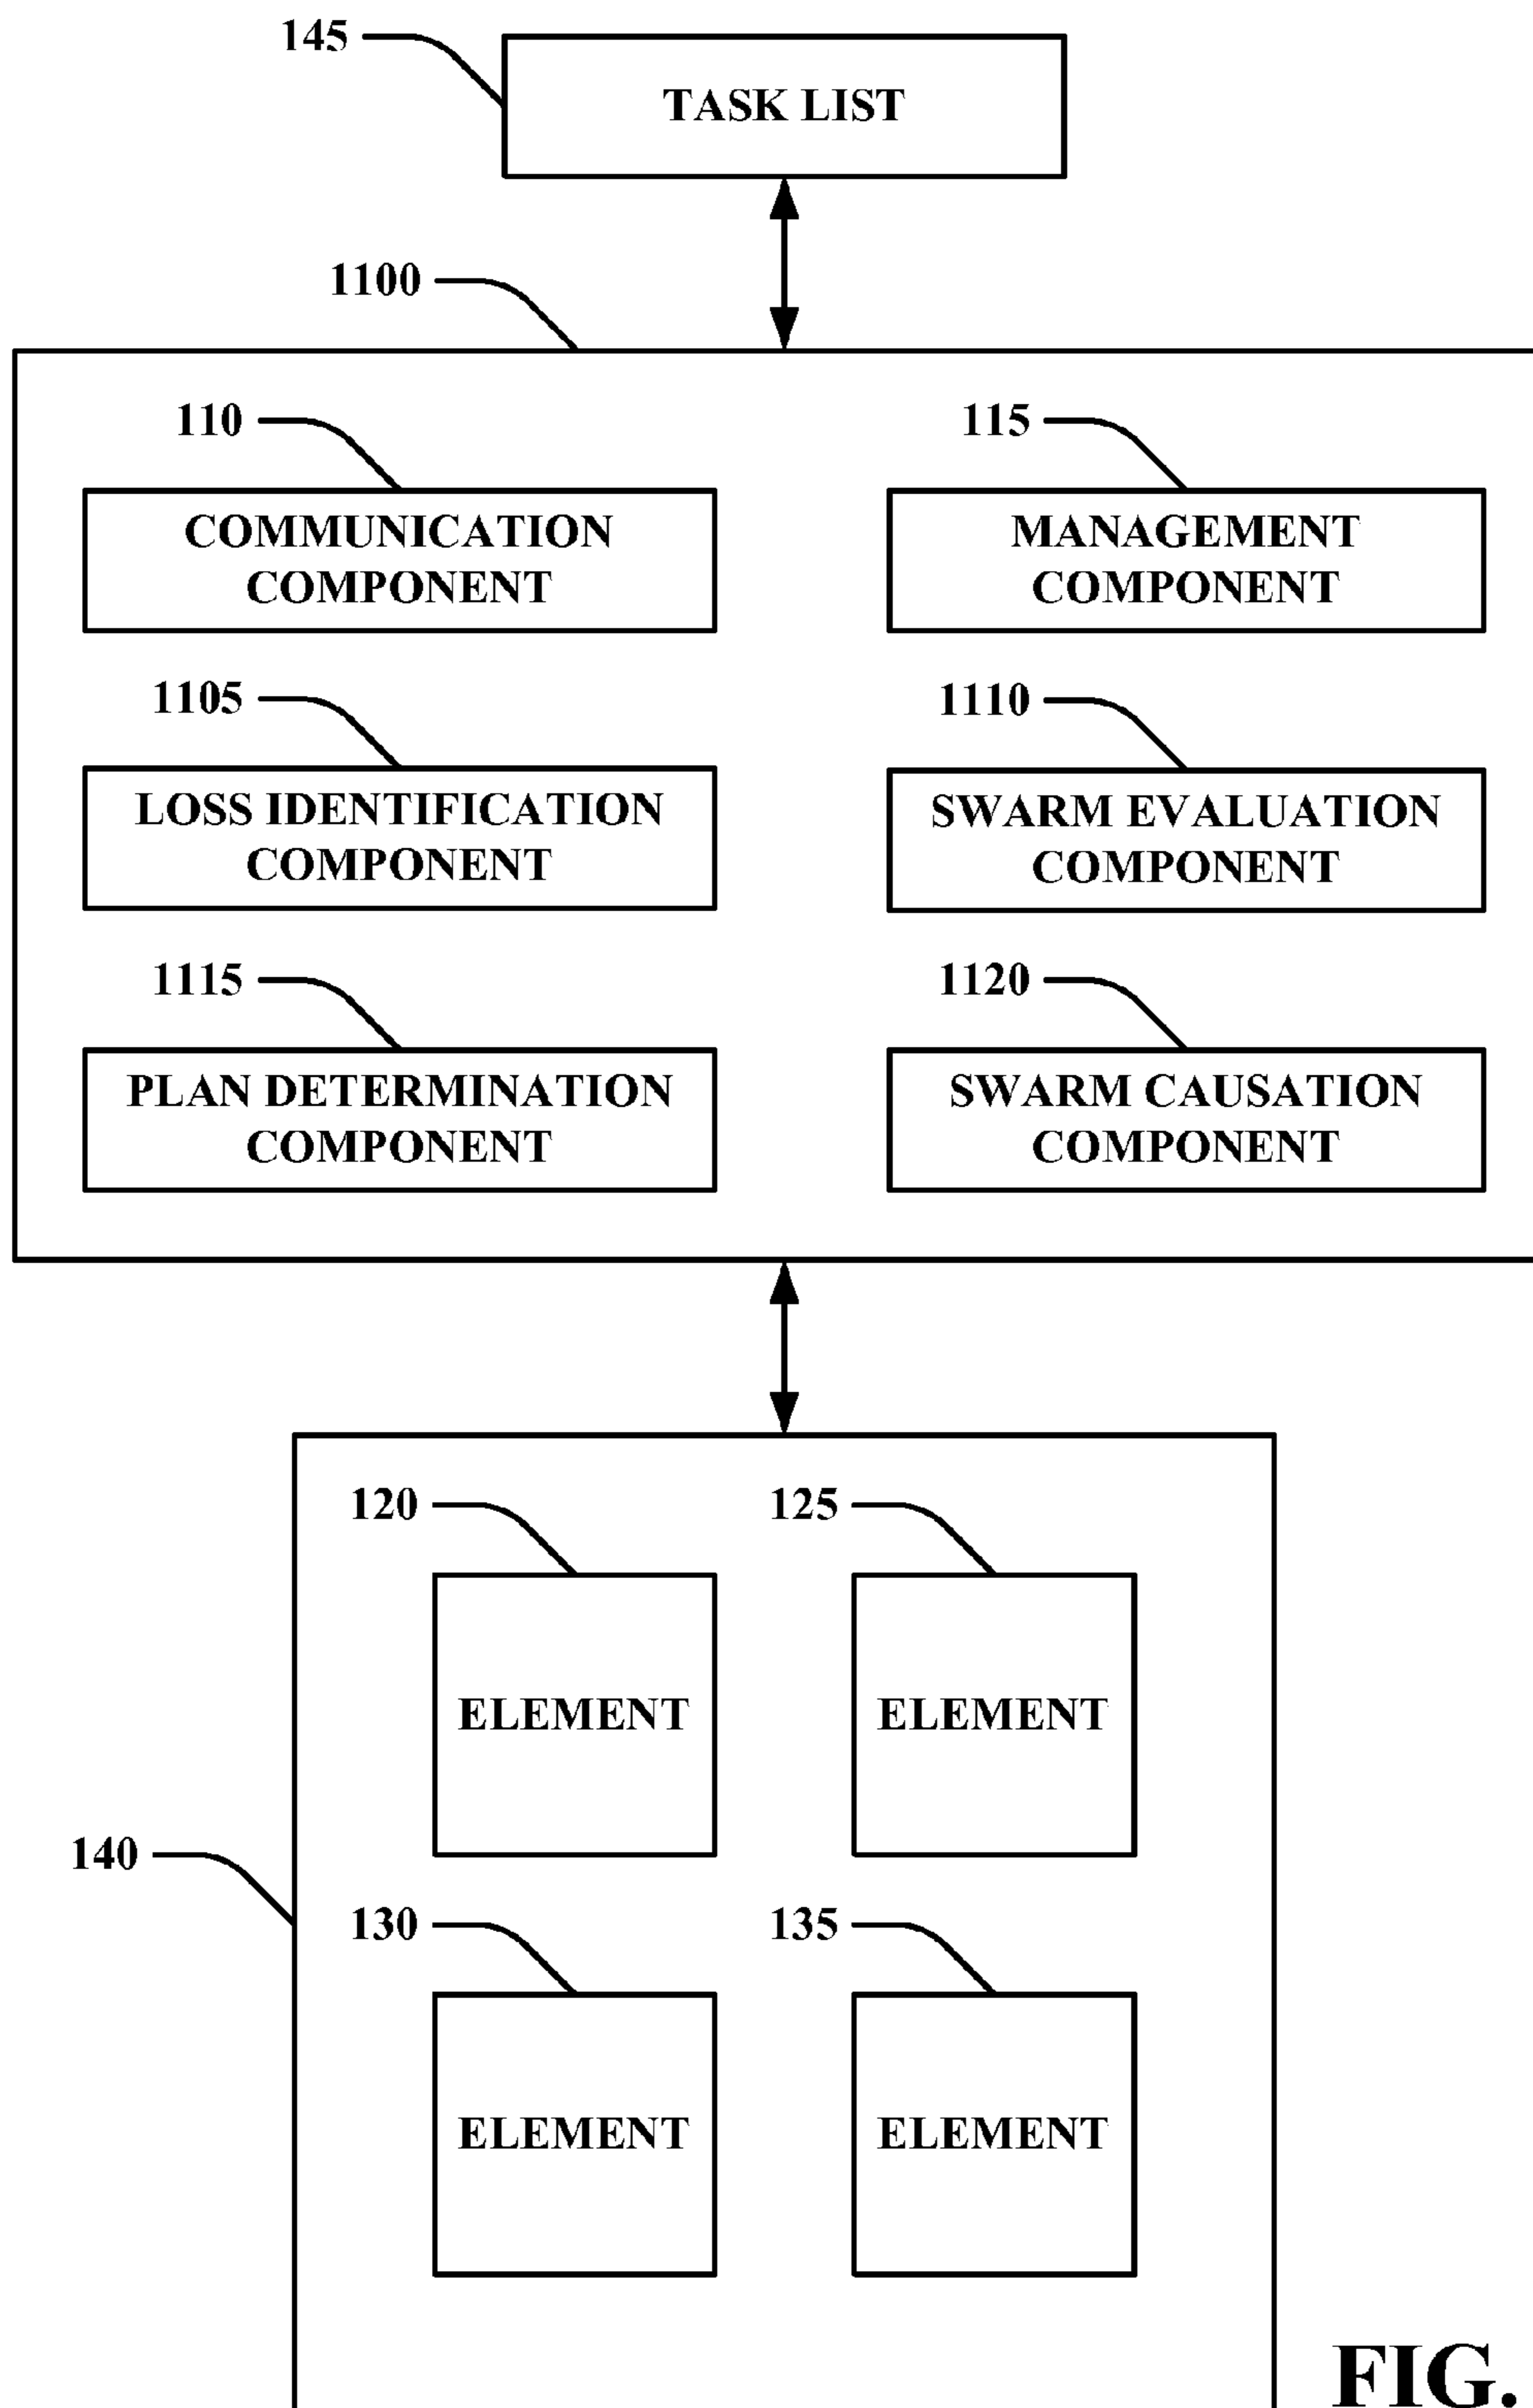 145
TASK LIST
1100
110
115
COMMUNICATION
COMPONENT
MANAGEMENT
COMPONENT
1105
1110
LOSS IDENTIFICATION
COMPONENT
SWARM EVALUATION
COMPONENT
1115
1120
PLAN DETERMINATION
COMPONENT
SWARM CAUSATION
COMPONENT
120
125
ELEMENT
ELEMENT
140
130
135
ELEMENT
ELEMENT
FIG.